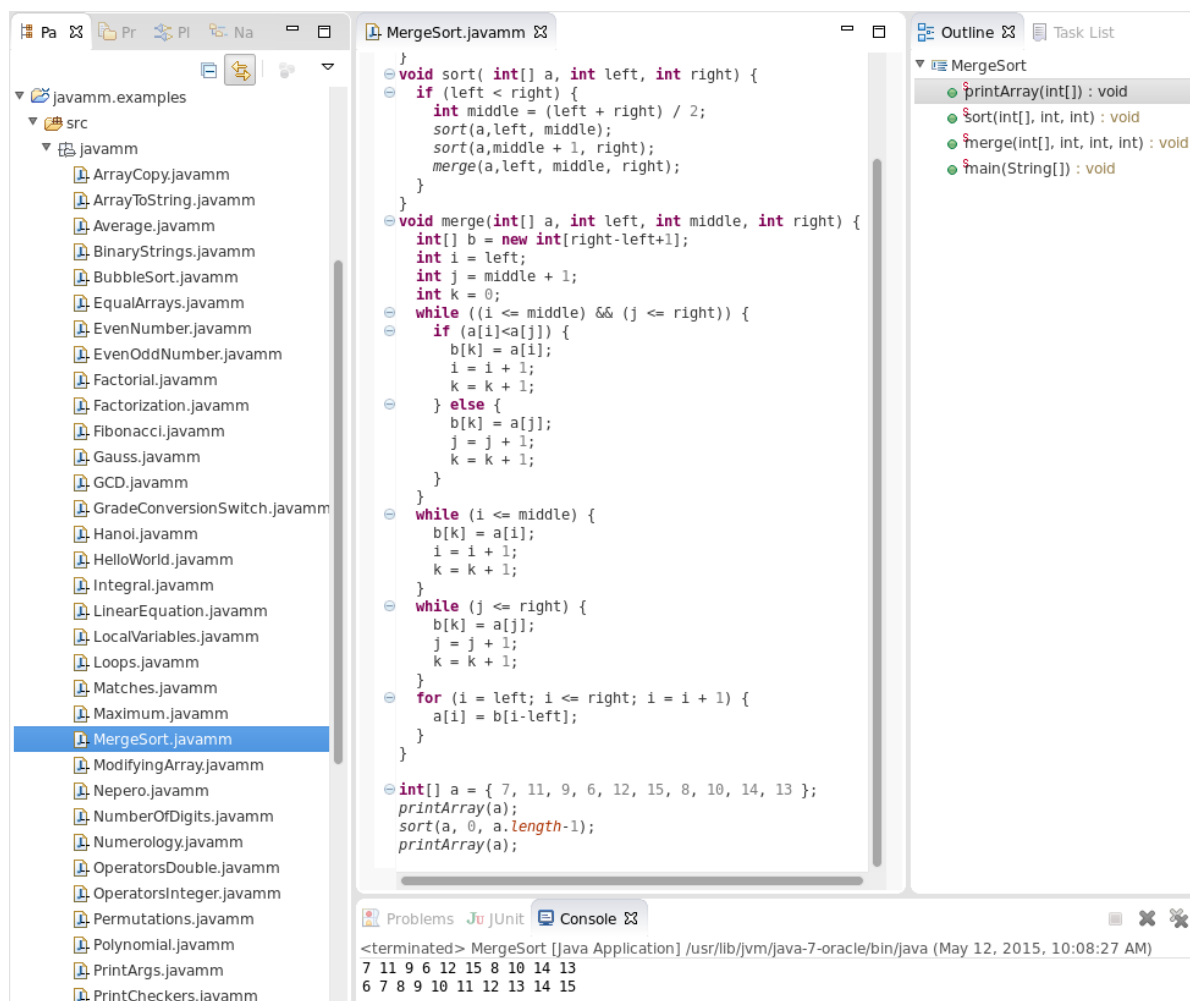 Pa Pr Pl Na
javamm.examples
src
javamm
ArrayCopy.javamm
ArrayToString.javamm
Average.javamm
BinaryStrings.javamm
BubbleSort.javamm
EqualArrays.javamm
EvenNumber.javamm
EvenOddNumber.javamm
Factorial.javamm
Factorization.javamm
Fibonacci.javamm
Gauss.javamm
GCD.javamm
GradeConversionSwitch.javamm
Hanoi.javamm
HelloWorld.javamm
Integral.javamm
LinearEquation.javamm
LocalVariables.javamm
Loops.javamm
Matches.javamm
Maximum.javamm
MergeSort.javamm
ModifyingArray.javamm
Nepero.javamm
NumberOfDigits.javamm
Numerology.javamm
OperatorsDouble.javamm
OperatorsInteger.javamm
Permutations.javamm
Polynomial.javamm
PrintArgs.javamm
PrintCheckers.javamm
MergeSort.javamm
}
void sort( int[] a, int left, int right) {
if (left < right) {
int middle = (left + right) / 2;
sort(a,left, middle);
sort(a,middle + 1, right);
merge(a,left, middle, right);
}
}
void merge(int[] a, int left, int middle, int right) {
int[] b = new int[right-left+1];
int i = left;
int j = middle + 1;
int k = 0;
while ((i <= middle) && (j <= right)) {
if (a[i]<a[j]) {
b[k] = a[i];
i = i + 1;
k = k + 1;
} else {
b[k] = a[j];
j = j + 1;
k = k + 1;
}
}
while (i <= middle) {
b[k] = a[i];
i = i + 1;
k = k + 1;
}
while (j <= right) {
b[k] = a[j];
j = j + 1;
k = k + 1;
}
for (i = left; i <= right; i = i + 1) {
a[i] = b[i-left];
}
}
int[] a = { 7, 11, 9, 6, 12, 15, 8, 10, 14, 13 };
printArray(a);
sort(a, 0, a.length-1);
printArray(a);
Outline Task List
MergeSort
printArray(int[]) : void
sort(int[], int, int) : void
merge(int[], int, int, int) : void
main(String[]) : void
Problems JUnit Console
<terminated> MergeSort [Java Application] /usr/lib/jvm/java-7-oracle/bin/java (May 12, 2015, 10:08:27 AM)
7 11 9 6 12 15 8 10 14 13
6 7 8 9 10 11 12 13 14 15